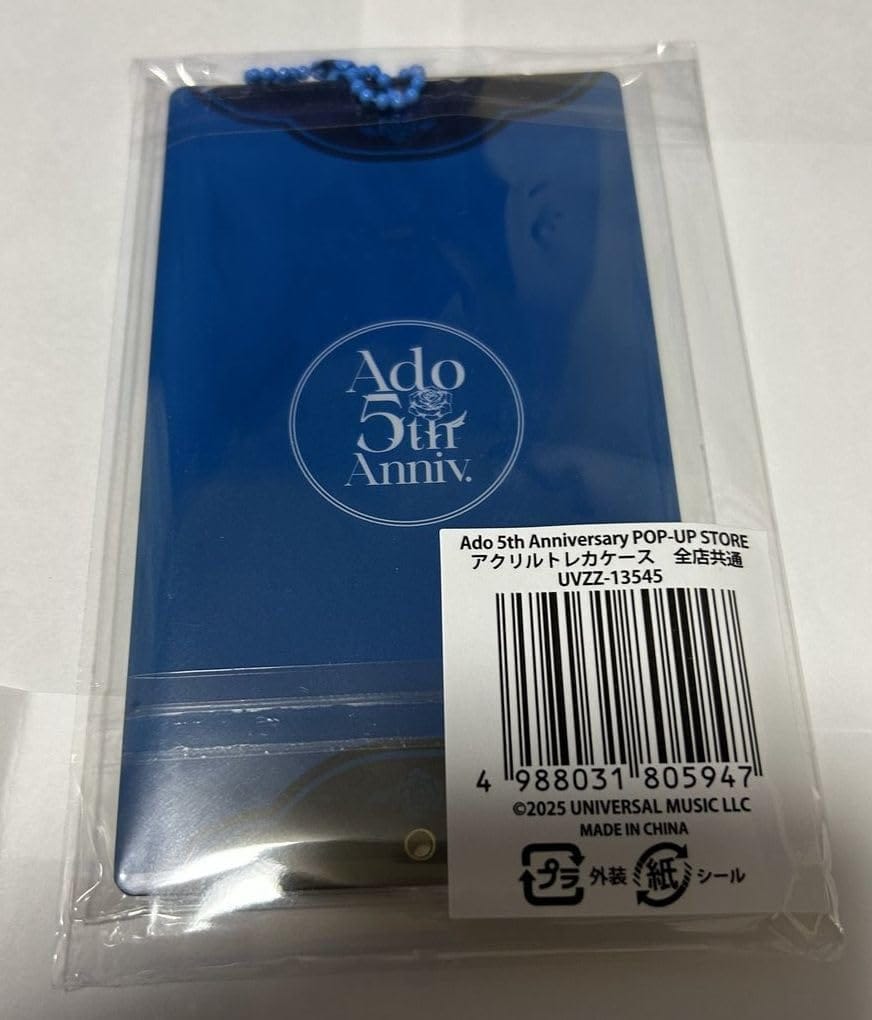 Ado
5th
Anniv.
Ado 5th Anniversary POP-UP STORE
アクリルトレカケース 全店共通
UVZZ-13545
4 988031 805947
©2025 UNIVERSAL MUSIC LLC
MADE IN CHINA
プラ 外装 紙 シール